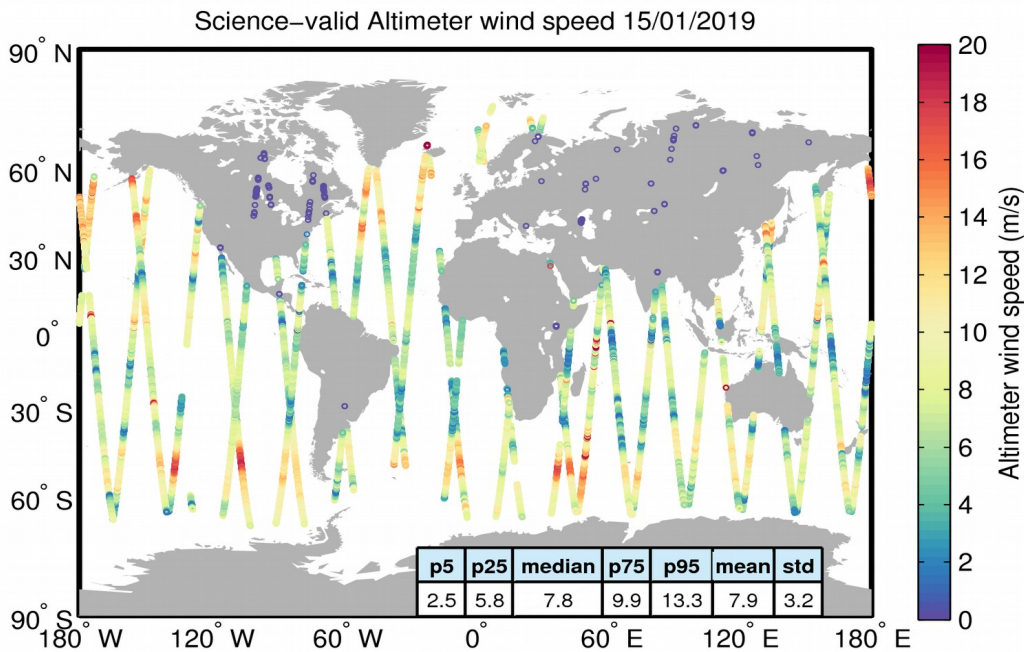 Science−valid Altimeter wind speed 15/01/2019
90° N
60° N
30° N
0°
30° S
60° S
90° S
180° W
120° W
60° W
0°
60° E
120° E
180° E
p5 p25 median p75 p95 mean std
2.5 5.8 7.8 9.9 13.3 7.9 3.2
20
18
16
14
12
10
8
6
4
2
0
Altimeter wind speed (m/s)